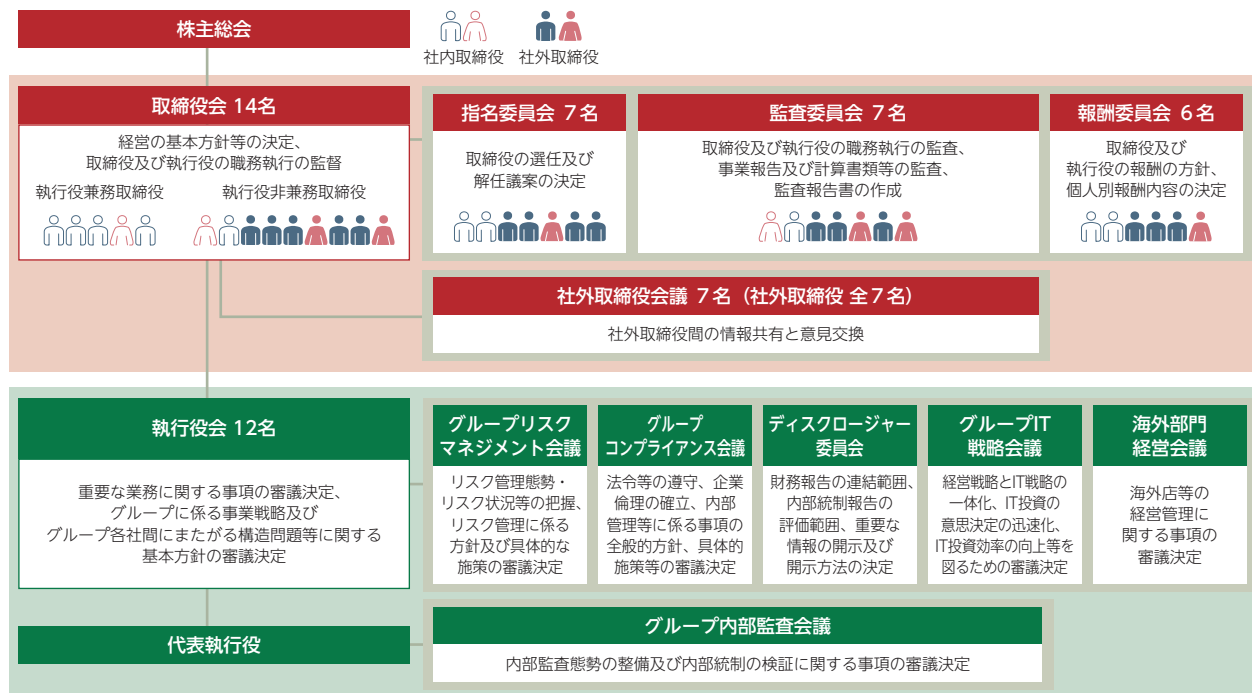 株主総会
社内取締役
社外取締役
取締役会 14名
経営の基本方針等の決定、
取締役及び執行役の職務執行の監督
執行役兼務取締役
執行役非兼務取締役
指名委員会 7名
取締役の選任及び
解任議案の決定
監査委員会 7名
取締役及び執行役の職務執行の監査、
事業報告及び計算書類等の監査、
監査報告書の作成
報酬委員会 6名
取締役及び
執行役の報酬の方針、
個人別報酬内容の決定
社外取締役会議 7名（社外取締役 全7名）
社外取締役間の情報共有と意見交換
執行役会 12名
重要な業務に関する事項の審議決定、
グループに係る事業戦略及び
グループ各社間にまたがる構造問題等に関する
基本方針の審議決定
グループリスク
マネジメント会議
リスク管理態勢・
リスク状況等の把握、
リスク管理に係る
方針及び具体的な
施策の審議決定
グループ
コンプライアンス会議
法令等の遵守、企業
倫理の確立、内部
管理等に係る事項の
全般的方針、具体的
施策等の審議決定
ディスクロージャー
委員会
財務報告の連結範囲、
内部統制報告の
評価範囲、重要な
情報の開示及び
開示方法の決定
グループIT
戦略会議
経営戦略とIT戦略の
一体化、IT投資の
意思決定の迅速化、
IT投資効率の向上等を
図るための審議決定
海外部門
経営会議
海外店等の
経営管理に
関する事項の
審議決定
代表執行役
グループ内部監査会議
内部監査態勢の整備及び内部統制の検証に関する事項の審議決定